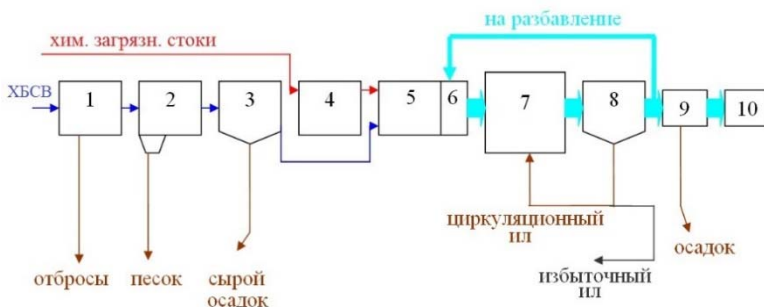 на разбавление
хим. загрязн. стоки
ХБСВ
1
2
3
4
5
6
7
8
9
10
циркуляционный
ил
отбросы
песок
сырой
осадок
избыточный
ил
осадок